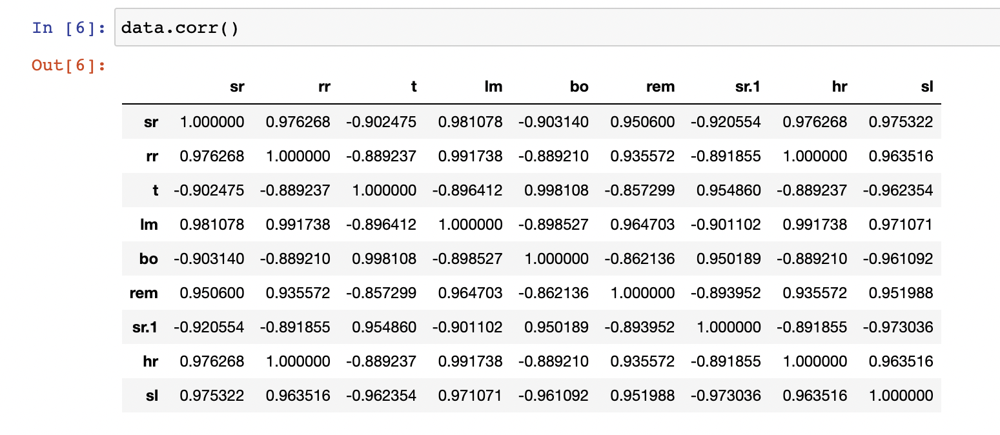 In [6]: data.corr()
Out[6]:
sr rr t lm bo rem sr.1 hr sl
sr 1.000000 0.976268 -0.902475 0.981078 -0.903140 0.950600 -0.920554 0.976268 0.975322
rr 0.976268 1.000000 -0.889237 0.991738 -0.889210 0.935572 -0.891855 1.000000 0.963516
t -0.902475 -0.889237 1.000000 -0.896412 0.998108 -0.857299 0.954860 -0.889237 -0.962354
lm 0.981078 0.991738 -0.896412 1.000000 -0.898527 0.964703 -0.901102 0.991738 0.971071
bo -0.903140 -0.889210 0.998108 -0.898527 1.000000 -0.862136 0.950189 -0.889210 -0.961092
rem 0.950600 0.935572 -0.857299 0.964703 -0.862136 1.000000 -0.893952 0.935572 0.951988
sr.1 -0.920554 -0.891855 0.954860 -0.901102 0.950189 -0.893952 1.000000 -0.891855 -0.973036
hr 0.976268 1.000000 -0.889237 0.991738 -0.889210 0.935572 -0.891855 1.000000 0.963516
sl 0.975322 0.963516 -0.962354 0.971071 -0.961092 0.951988 -0.973036 0.963516 1.000000